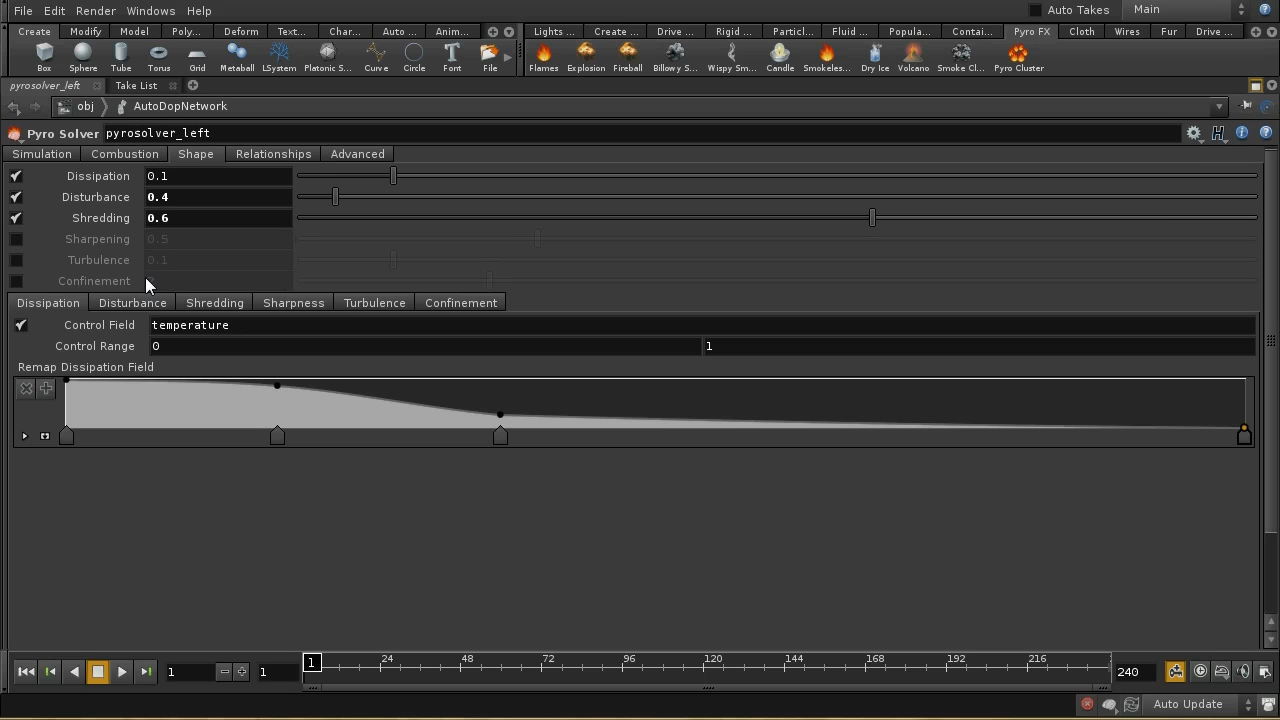 File Edit Render Windows Help Auto Takes Main
Create Modify Model Poly... Deform Text... Char... Auto ... Anim... Lights ... Create ... Drive ... Rigid ... Particl... Fluid ... Popula... Contai... Pyro FX Cloth Wires Fur Drive ...
Box Sphere Tube Torus Grid Metaball LSystem Platonic S... Curve Circle Font File Flames Explosion Fireball Billowy S... Wispy Sm... Candle Smokeles... Dry Ice Volcano Smoke Cl... Pyro Cluster
pyrosolver_left Take List
obj AutoDopNetwork
Pyro Solver pyrosolver_left
Simulation Combustion Shape Relationships Advanced
Dissipation 0.1
Disturbance 0.4
Shredding 0.6
Sharpening 0.5
Turbulence 0.1
Confinement
Dissipation Disturbance Shredding Sharpness Turbulence Confinement
Control Field temperature
Control Range 0 1
Remap Dissipation Field
1 1 1 24 48 72 96 120 144 168 192 216 240
Auto Update